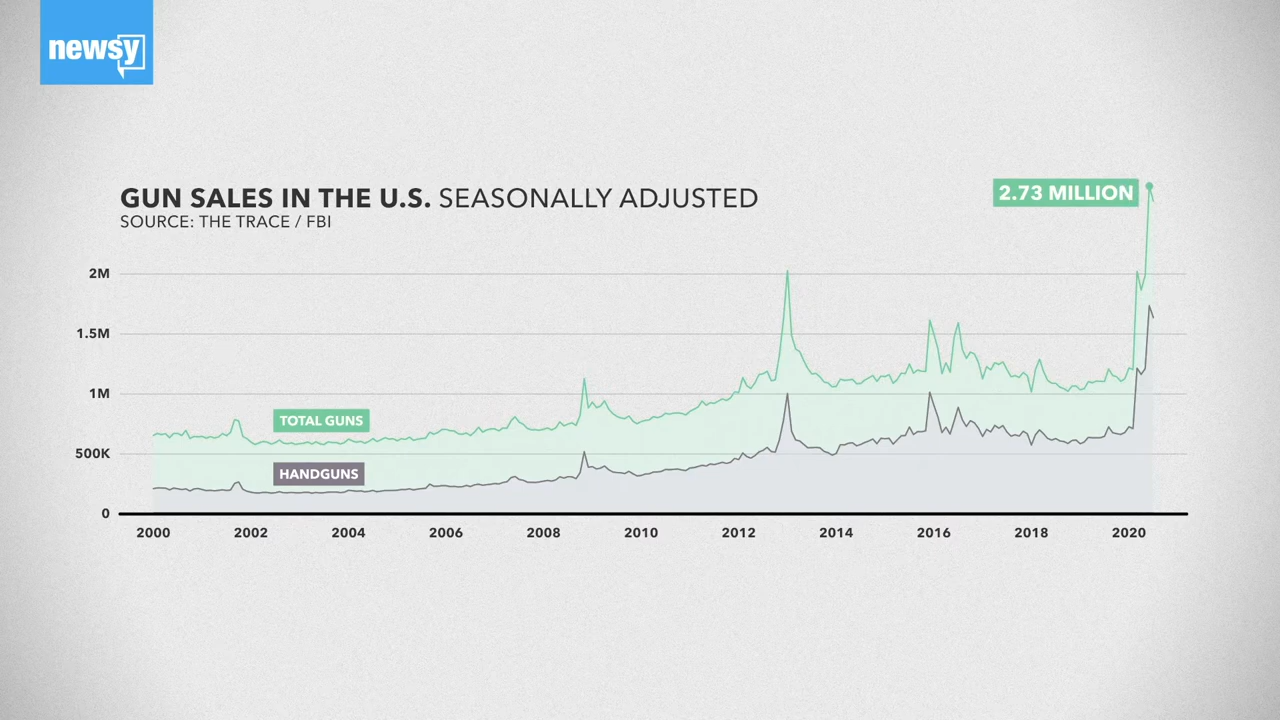 newsy
GUN SALES IN THE U.S. SEASONALLY ADJUSTED
SOURCE: THE TRACE / FBI
2.73 MILLION
2M
1.5M
1M
500K
0
TOTAL GUNS
HANDGUNS
2000 2002 2004 2006 2008 2010 2012 2014 2016 2018 2020